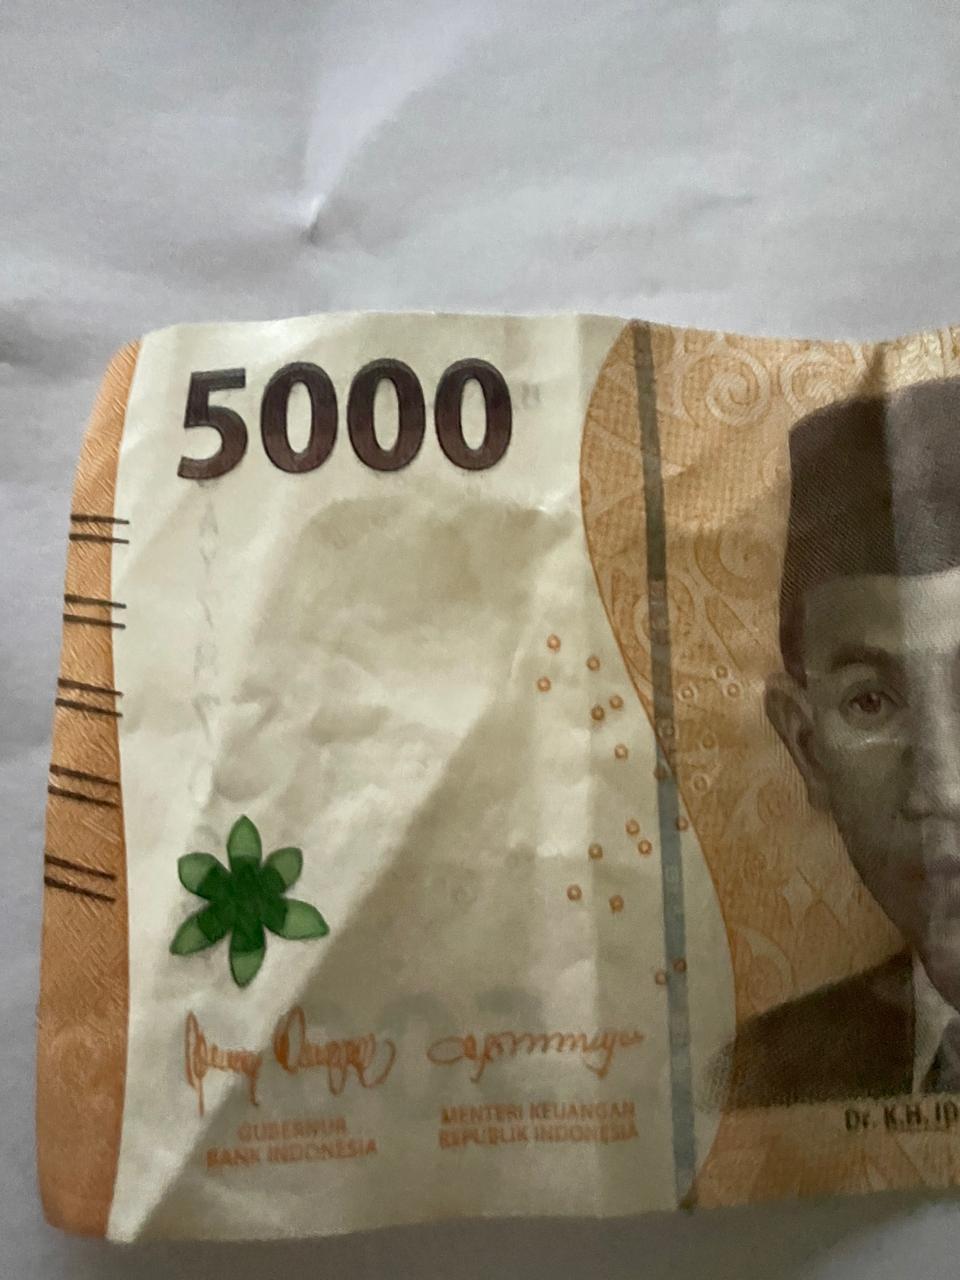 5000
GUBERNUR
BANK INDONESIA
MENTERI KEUANGAN
REPUBLIK INDONESIA
Dr. K.H.